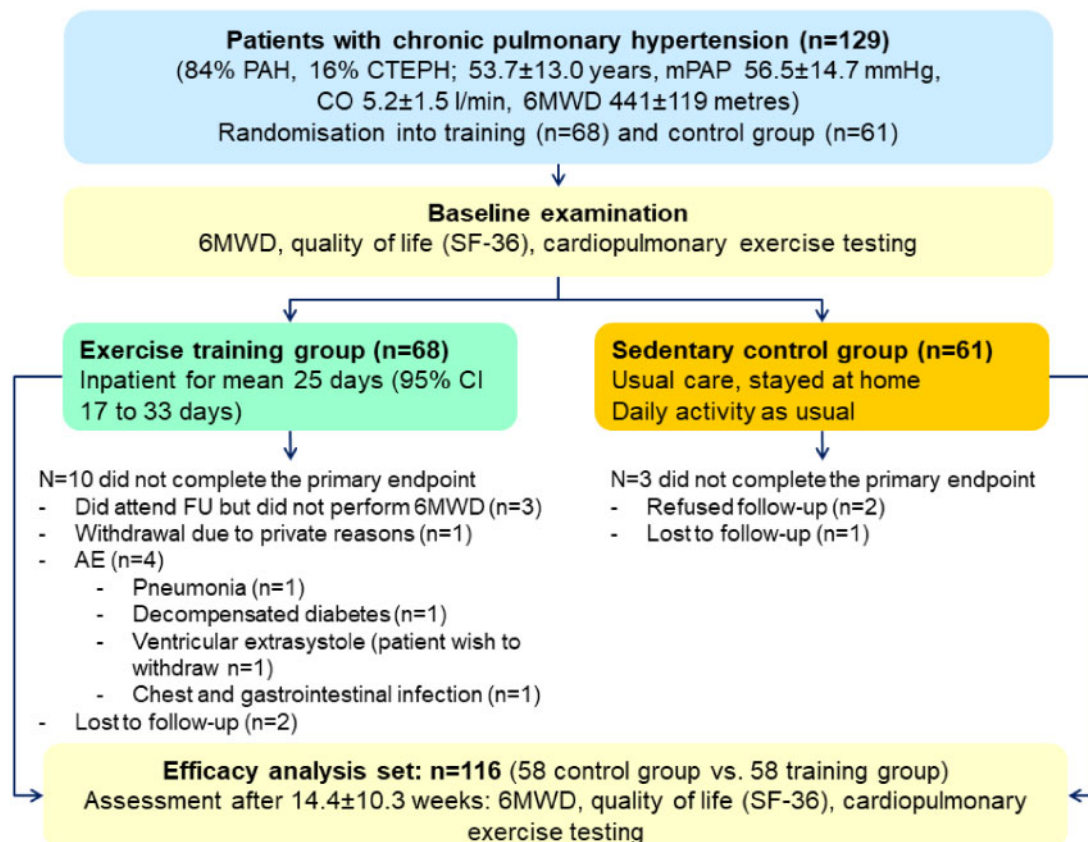 Patients with chronic pulmonary hypertension (n=129)
(84% PAH, 16% CTEPH; 53.7±13.0 years, mPAP 56.5±14.7 mmHg,
CO 5.2±1.5 l/min, 6MWD 441±119 metres)
Randomisation into training (n=68) and control group (n=61)
Baseline examination
6MWD, quality of life (SF-36), cardiopulmonary exercise testing
Exercise training group (n=68)
Inpatient for mean 25 days (95% CI
17 to 33 days)
Sedentary control group (n=61)
Usual care, stayed at home
Daily activity as usual
N=10 did not complete the primary endpoint
- Did attend FU but did not perform 6MWD (n=3)
- Withdrawal due to private reasons (n=1)
- AE (n=4)
- Pneumonia (n=1)
- Decompensated diabetes (n=1)
- Ventricular extrasystole (patient wish to
withdraw n=1)
- Chest and gastrointestinal infection (n=1)
- Lost to follow-up (n=2)
N=3 did not complete the primary endpoint
- Refused follow-up (n=2)
- Lost to follow-up (n=1)
Efficacy analysis set: n=116 (58 control group vs. 58 training group)
Assessment after 14.4±10.3 weeks: 6MWD, quality of life (SF-36), cardiopulmonary
exercise testing